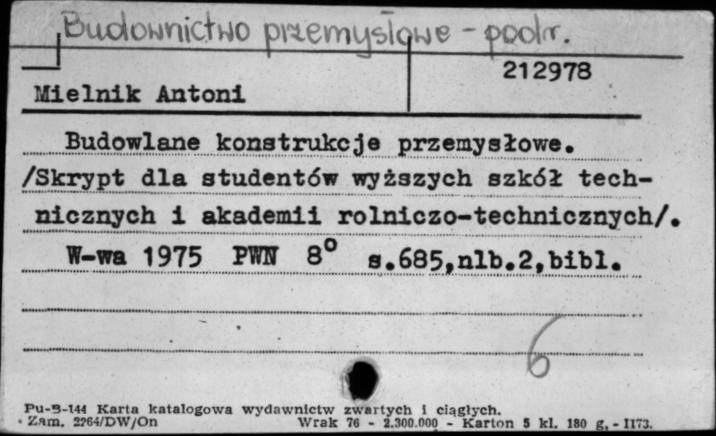 Budownictwo przemysłowe - podr.
212978
Mielnik Antoni
Budowlane konstrukcje przemysłowe.
/Skrypt dla studentów wyższych szkół tech-
nicznych i akademii rolniczo-technicznych/.
W-wa 1975 PWN 8° s.685,nlb.2,bibl.
6
Pu-B-144 Karta katalogowa wydawnictw zwartych i ciągłych.
Zam. 2264/DW/On Wrak 76 - 2.300.000 - Karton 5 kl. 180 g. - II73.